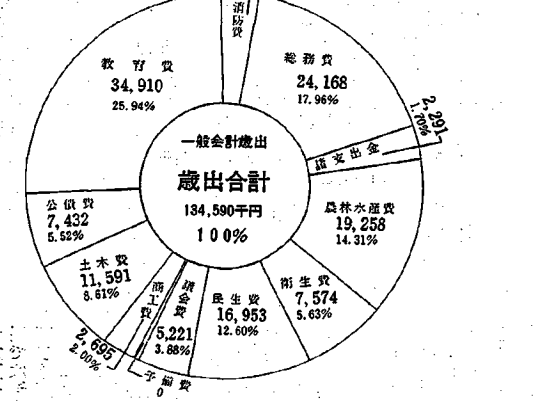 消防費
総務費
24,168
17.96%
2,291
1.70%
諸支出金
農林水産費
19,258
14.31%
衛生費
7,574
5.63%
民生費
16,953
12.60%
議会費
5,221
3.88%
予備費
0
商工費
2,695
2.00%
土木費
11,591
8.61%
公債費
7,432
5.52%
教育費
34,910
25.94%
一般会計歳出
歳出合計
134,590千円
100%